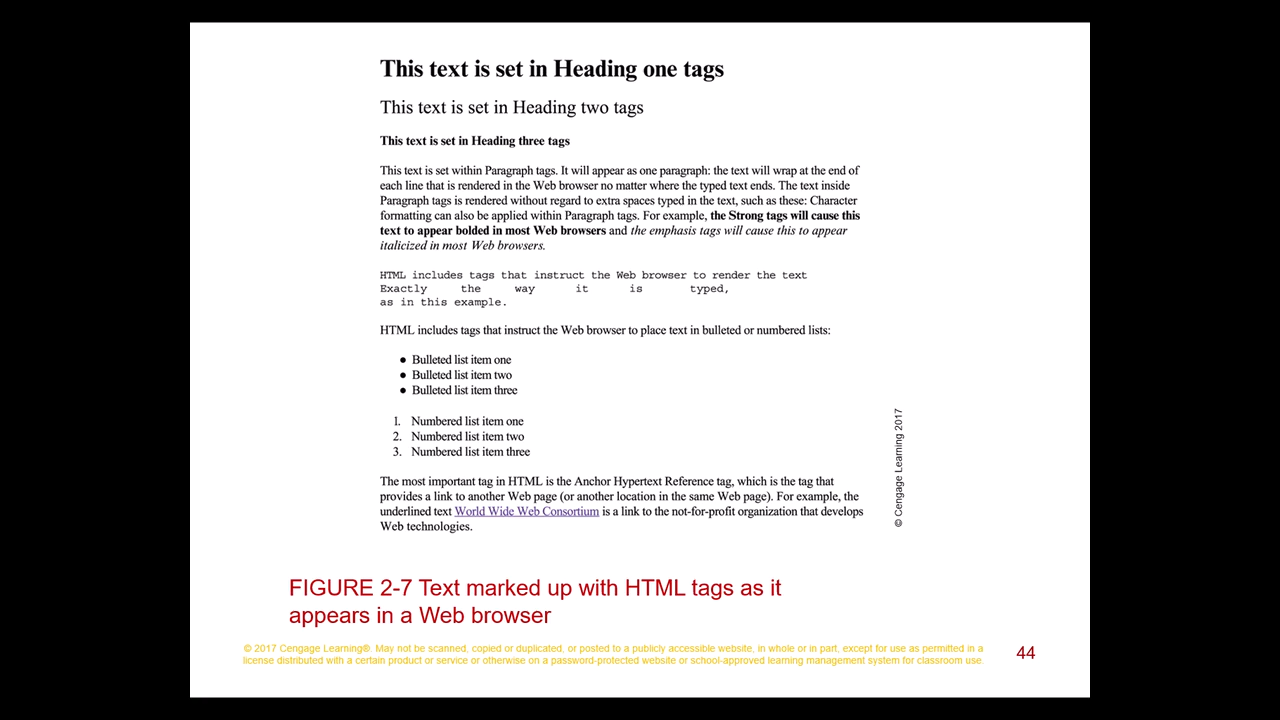 This text is set in Heading one tags
This text is set in Heading two tags
This text is set in Heading three tags
This text is set within Paragraph tags. It will appear as one paragraph: the text will wrap at the end of
each line that is rendered in the Web browser no matter where the typed text ends. The text inside
Paragraph tags is rendered without regard to extra spaces typed in the text, such as these: Character
formatting can also be applied within Paragraph tags. For example, the Strong tags will cause this
text to appear bolded in most Web browsers and the emphasis tags will cause this to appear
italicized in most Web browsers.
HTML includes tags that instruct the Web browser to render the text
Exactly     the     way      it      is       typed,
as in this example.
HTML includes tags that instruct the Web browser to place text in bulleted or numbered lists:
● Bulleted list item one
● Bulleted list item two
● Bulleted list item three
1. Numbered list item one
2. Numbered list item two
3. Numbered list item three
The most important tag in HTML is the Anchor Hypertext Reference tag, which is the tag that
provides a link to another Web page (or another location in the same Web page). For example, the
underlined text World Wide Web Consortium is a link to the not-for-profit organization that develops
Web technologies.
© Cengage Learning 2017
FIGURE 2-7 Text marked up with HTML tags as it
appears in a Web browser
© 2017 Cengage Learning®. May not be scanned, copied or duplicated, or posted to a publicly accessible website, in whole or in part, except for use as permitted in a
license distributed with a certain product or service or otherwise on a password-protected website or school-approved learning management system for classroom use.
44